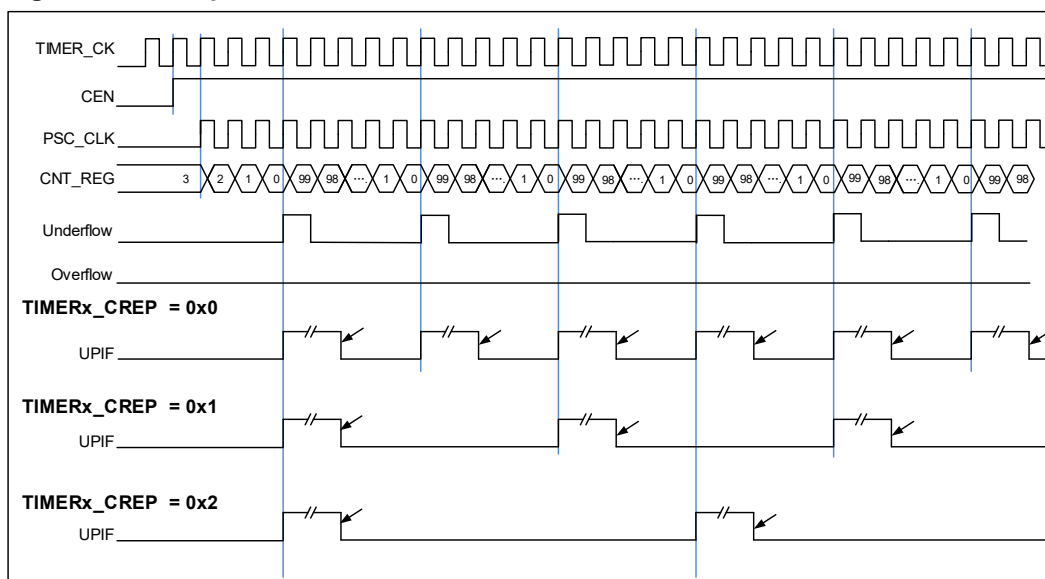 TIMER_CK
CEN
PSC_CLK
CNT_REG 3 2 1 0 99 98 ... 1 0 99 98 ... 1 0 99 98 .... 1 0 99 98 ... 1 0 99 98 ... 1 0 99 98
Underflow
Overflow
TIMERx_CREP = 0x0
UPIF
TIMERx_CREP = 0x1
UPIF
TIMERx_CREP = 0x2
UPIF